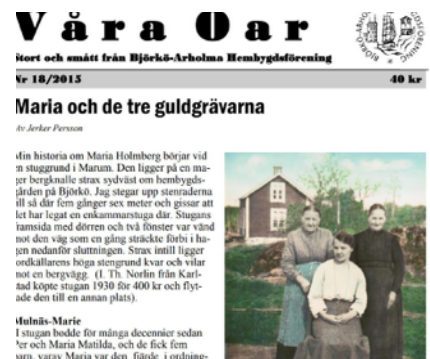 Våra Öar
Stort och smått från Björkö-Arholma Hembygdsförening
Nr 18/2015 40 kr
Maria och de tre guldgrävarna
Av Jerker Persson
Min historia om Maria Holmberg börjar vid
en stuggrund i Marum. Den ligger på en ma-
ger bergknalle strax sydväst om hembygds-
gården på Björkö. Jag stegar upp stenraderna
till så där fem gånger sex meter och gissar att
det har legat en enkammarstuga där. Stugans
framsida med dörren och två fönster var vänd
mot den väg som en gång sträckte förbi i ha-
gen nedanför sluttningen. Strax intill ligger
jordkällarens höga stengrund kvar och vilar
mot en bergvägg. (I. Th. Norlin från Karl-
stad köpte stugan 1930 för 400 kr och flyt-
tade den till en annan plats).
Mulnäs-Marie
I stugan bodde för många decennier sedan
Per och Maria Matilda, och de fick fem
barn, varav Maria var den fjärde i ordning-